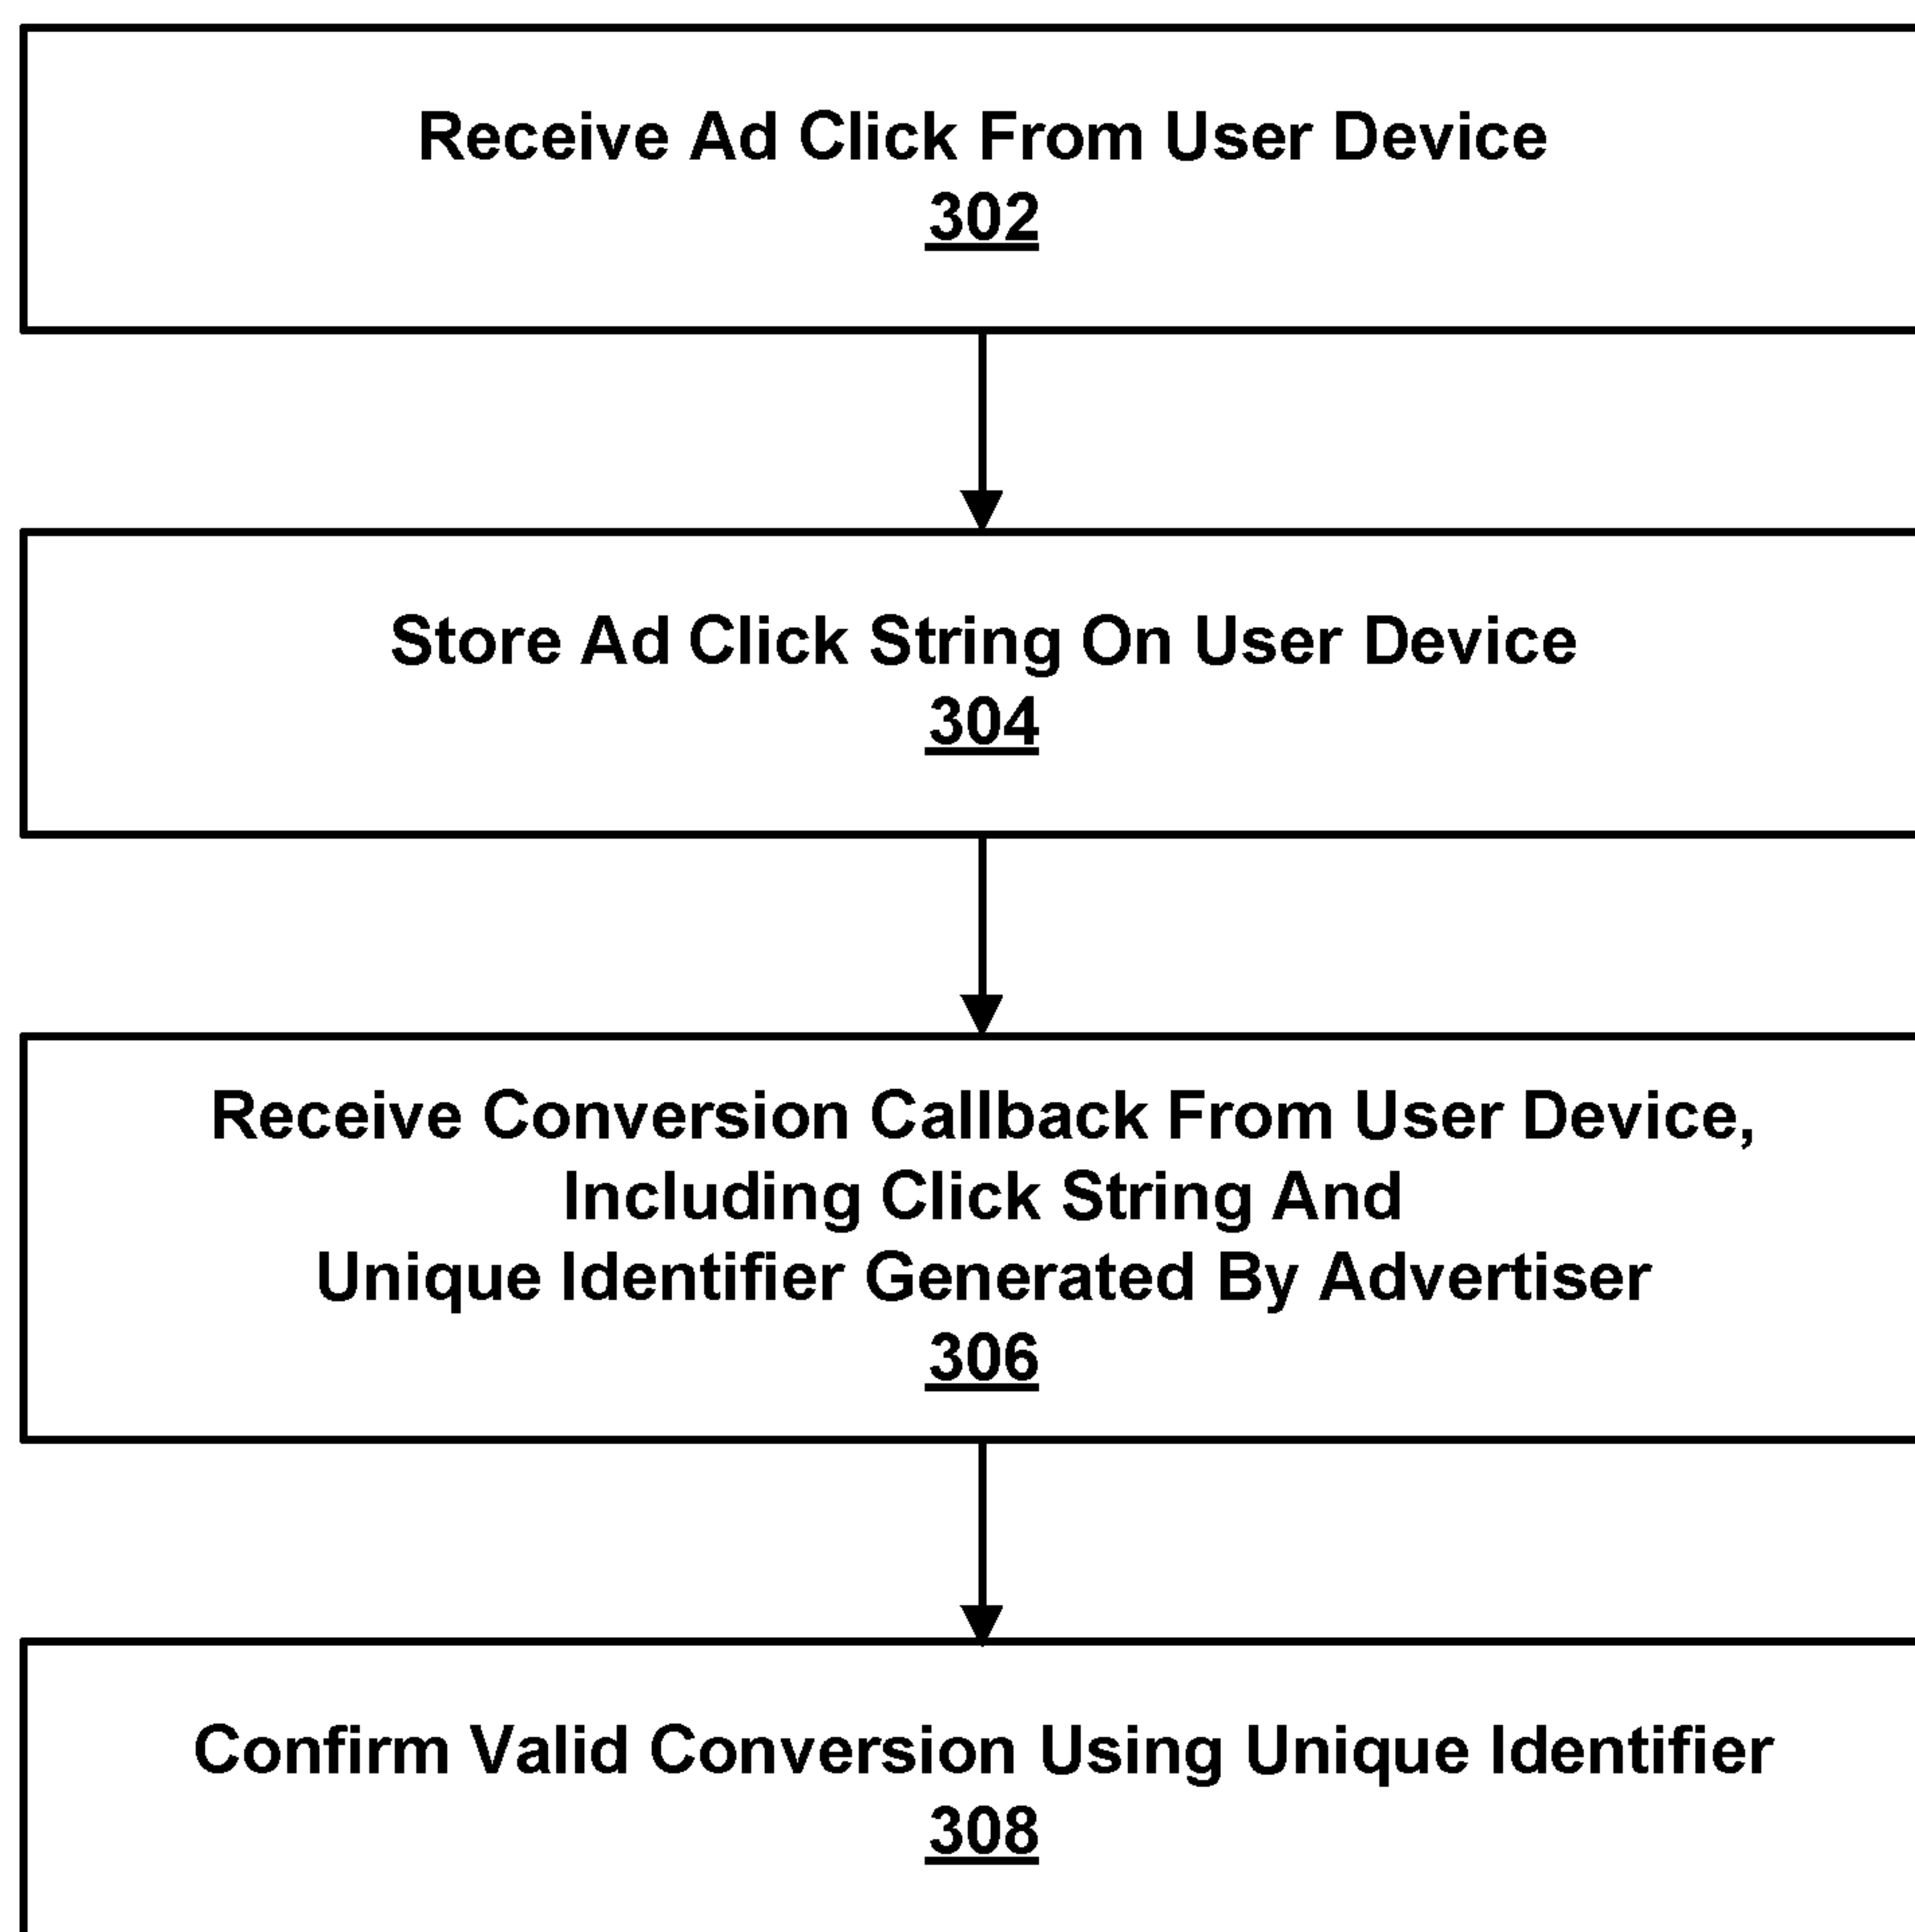 Receive Ad Click From User Device
302
Store Ad Click String On User Device
304
Receive Conversion Callback From User Device,
Including Click String And
Unique Identifier Generated By Advertiser
306
Confirm Valid Conversion Using Unique Identifier
308